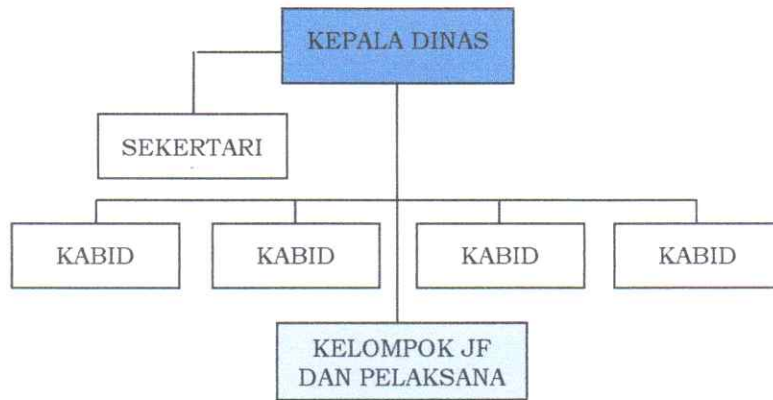 KEPALA DINAS
SEKERTARI
KABID
KABID
KABID
KABID
KELOMPOK JF
DAN PELAKSANA